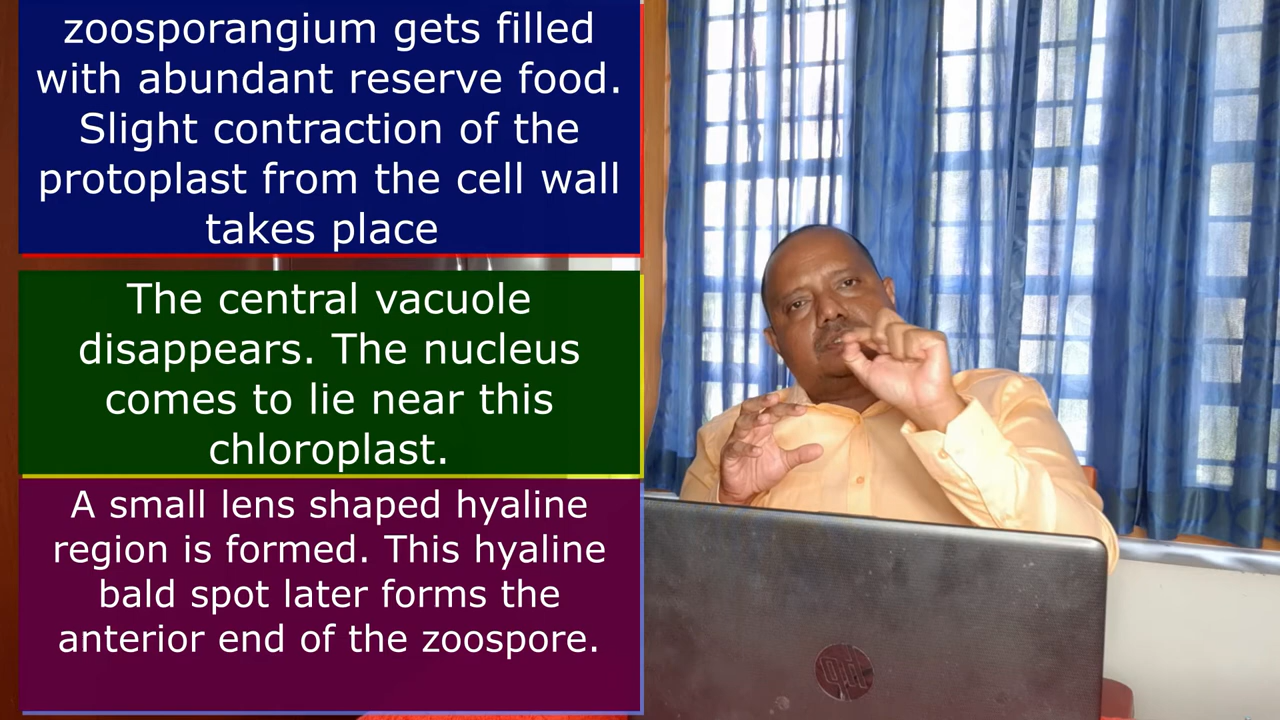 zoosporangium gets filled
with abundant reserve food.
Slight contraction of the
protoplast from the cell wall
takes place
The central vacuole
disappears. The nucleus
comes to lie near this
chloroplast.
A small lens shaped hyaline
region is formed. This hyaline
bald spot later forms the
anterior end of the zoospore.
hp